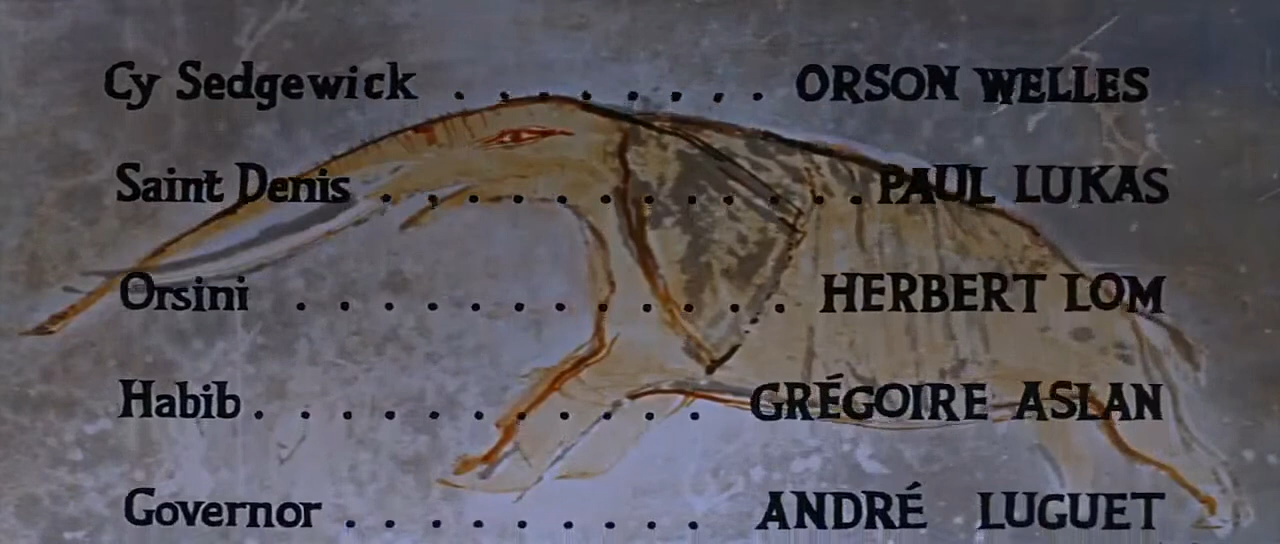 Cy Sedgewick . . . . . . . . ORSON WELLES
Saint Denis . . . . . . . . . . . . PAUL LUKAS
Orsini . . . . . . . . . . . . HERBERT LOM
Habib . . . . . . . . . . . GRÉGOIRE ASLAN
Governor . . . . . . . . . ANDRÉ LUGUET